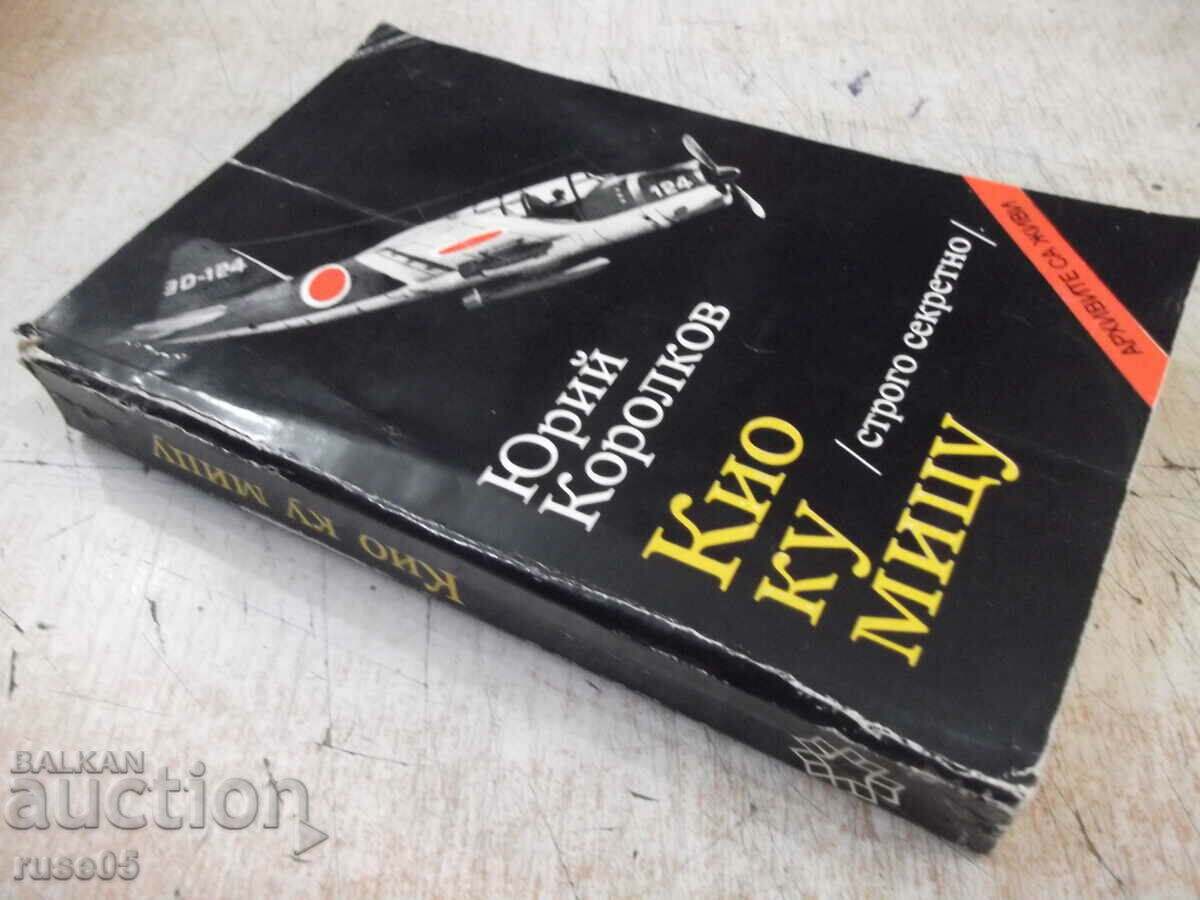 124
3D-124
АРХИВИТЕ СА ЖИВИ
Юрий
Королков
Кио
ку
мицу
/строго секретно/
Кио ку мицу
BALKAN
auction
ruse05